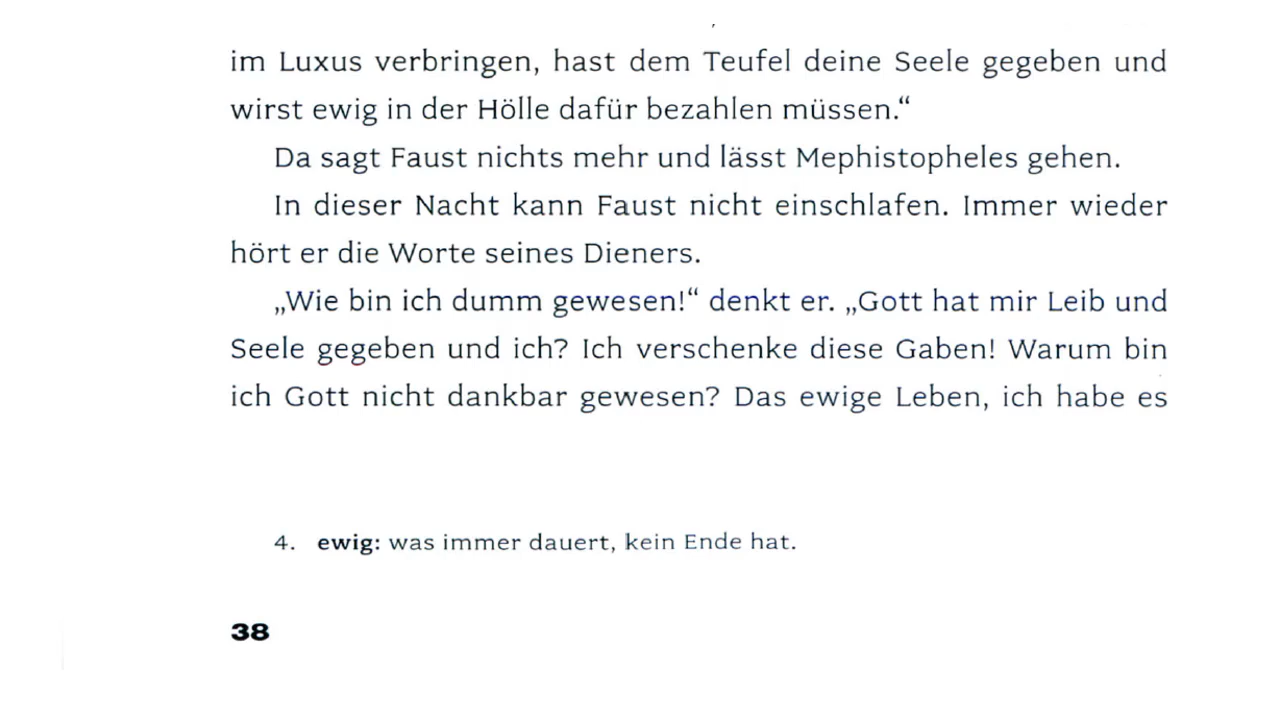 im Luxus verbringen, hast dem Teufel deine Seele gegeben und
wirst ewig in der Hölle dafür bezahlen müssen.“
Da sagt Faust nichts mehr und lässt Mephistopheles gehen.
In dieser Nacht kann Faust nicht einschlafen. Immer wieder
hört er die Worte seines Dieners.
„Wie bin ich dumm gewesen!“ denkt er. „Gott hat mir Leib und
Seele gegeben und ich? Ich verschenke diese Gaben! Warum bin
ich Gott nicht dankbar gewesen? Das ewige Leben, ich habe es
4. ewig: was immer dauert, kein Ende hat.
38